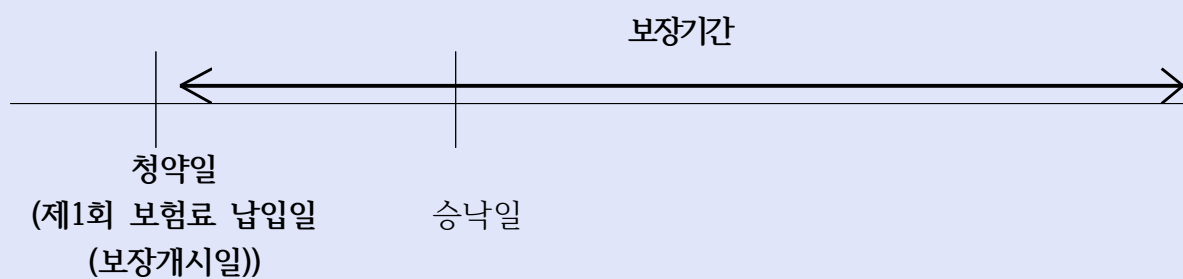 보장기간
청약일
(제1회 보험료 납입일
(보장개시일))
승낙일